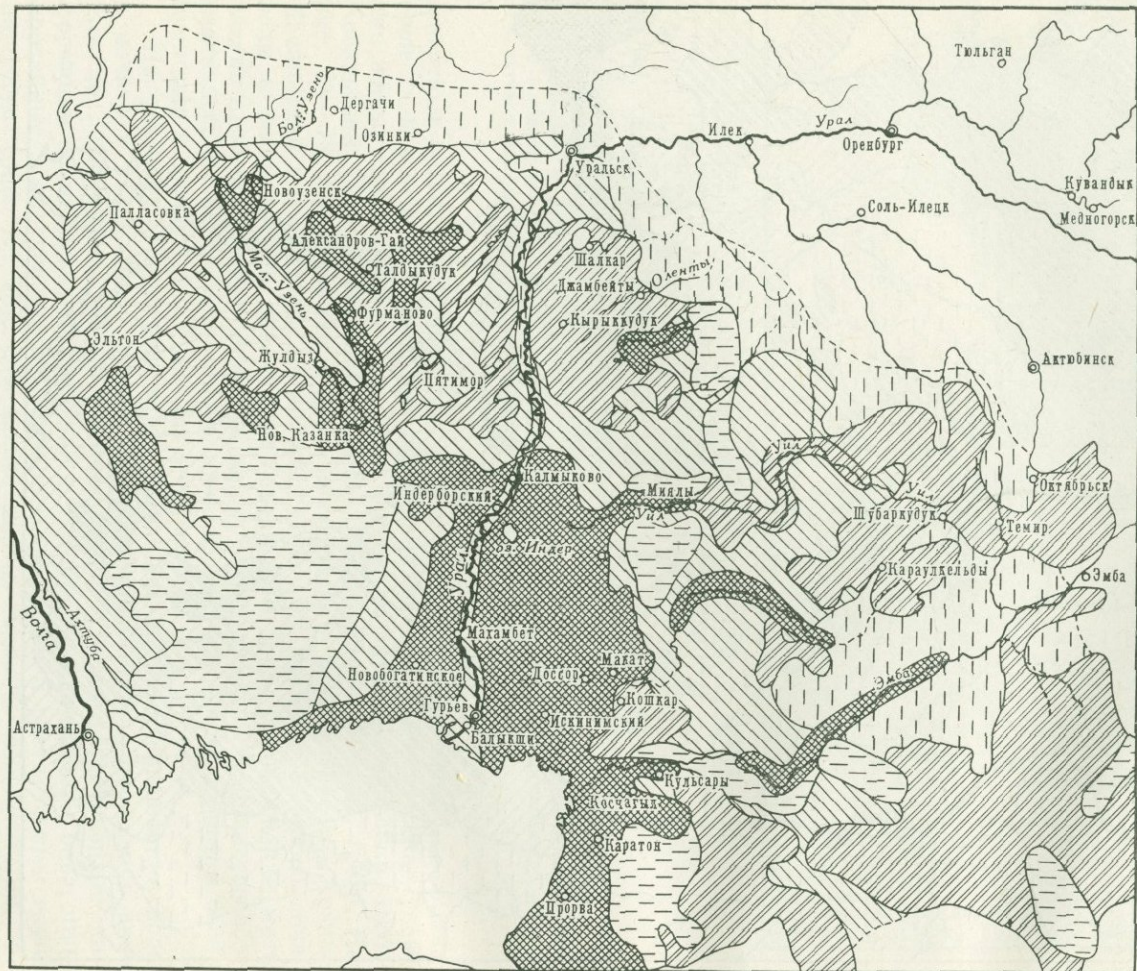 Тюльган
Бол. Узень
Дергачи
Озинки
Илек
Урал
Оренбург
Уральск
Кувандык
Медногорск
Новоузенск
Соль-Илецк
Палласовка
Александров-Гай
Шалкар
Талдыкудук
Оленты
Джамбейты
Мал. Узень
Фурманово
Кырыккудук
Эльтон
Жулдыз
Пятимор
Актюбинск
Нов. Казанка
Уил
Калмыково
Индерборский
Миялы
Уил
Уил
Октябрьск
Шубаркудук
Темир
оз. Индер
Караулкельды
Эмба
Урал
Волга
Ахтуба
Махамбет
Новобогатинское
Доссор
Макат
Эмба
Кошкар
Гурьев
Искинимский
Астрахань
Балыкши
Кульсары
Косчагыл
Каратон
Прорва